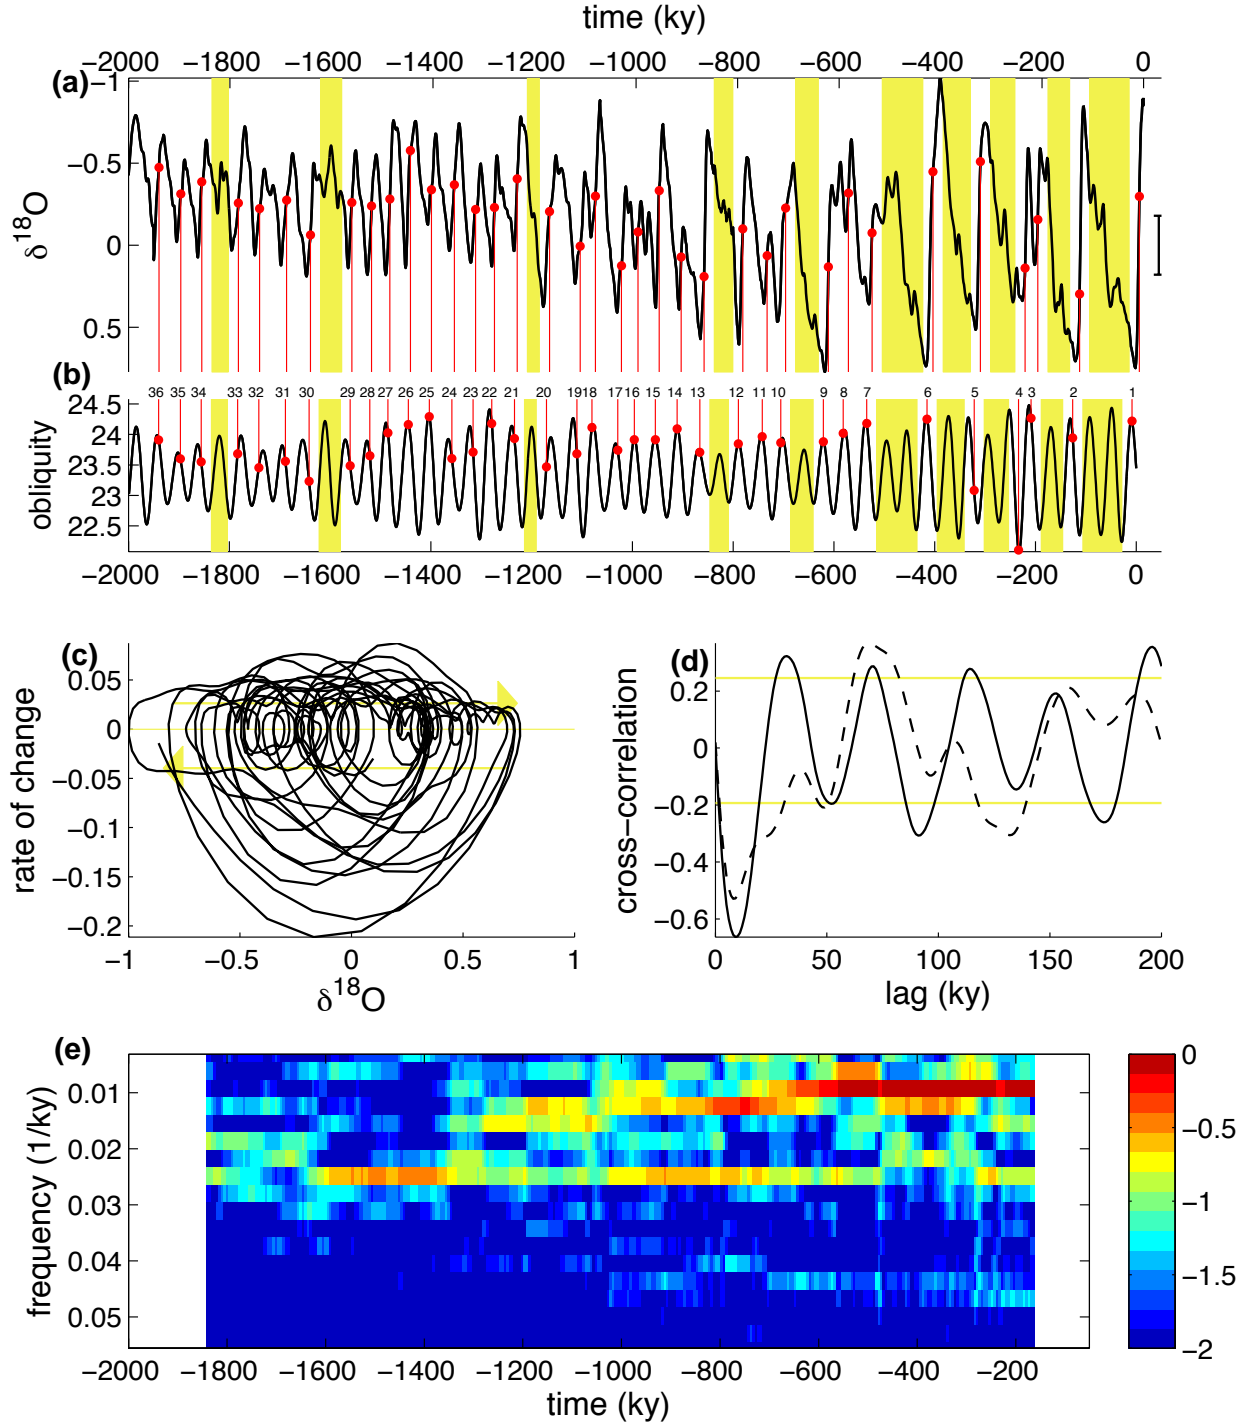 time (ky)
−2000 −1800 −1600 −1400 −1200 −1000 −800 −600 −400 −200 0
(a)
−1
−0.5
0
0.5
δ18O
(b)
36 35 34 33 32 31 30 29 28 27 26 25 24 23 22 21 20 19 18 17 16 15 14 13 12 11 10 9 8 7 6 5 4 3 2 1
24.5
24
23.5
23
22.5
obliquity
−2000 −1800 −1600 −1400 −1200 −1000 −800 −600 −400 −200 0
(c)
0.05
0
−0.05
−0.1
−0.15
−0.2
rate of change
−1 −0.5 0 0.5 1
δ18O
(d)
0.2
0
−0.2
−0.4
−0.6
cross−correlation
0 50 100 150 200
lag (ky)
(e)
0.01
0.02
0.03
0.04
0.05
frequency (1/ky)
−2000 −1800 −1600 −1400 −1200 −1000 −800 −600 −400 −200
time (ky)
0
−0.5
−1
−1.5
−2